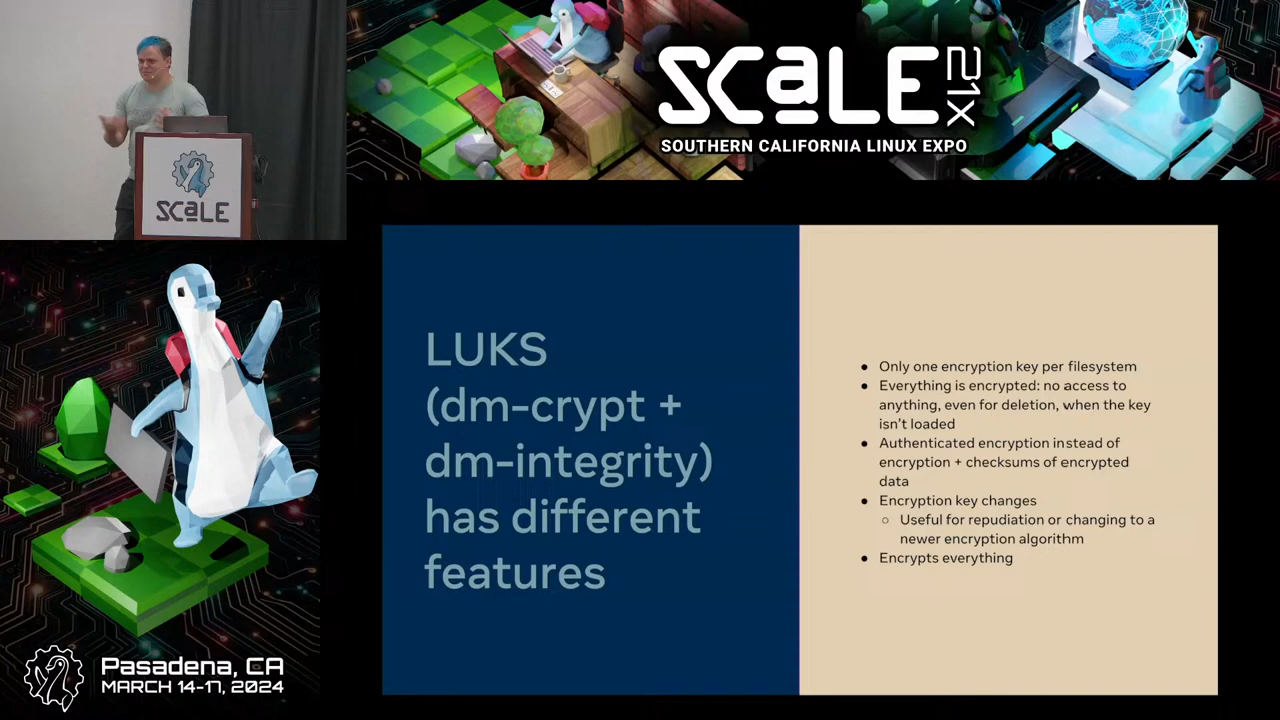 SCaLE 21X
SOUTHERN CALIFORNIA LINUX EXPO
SCaLE
LUKS
(dm-crypt +
dm-integrity)
has different
features
● Only one encryption key per filesystem
● Everything is encrypted: no access to
anything, even for deletion, when the key
isn't loaded
● Authenticated encryption instead of
encryption + checksums of encrypted
data
● Encryption key changes
○ Useful for repudiation or changing to a
newer encryption algorithm
● Encrypts everything
Pasadena, CA
MARCH 14-17, 2024